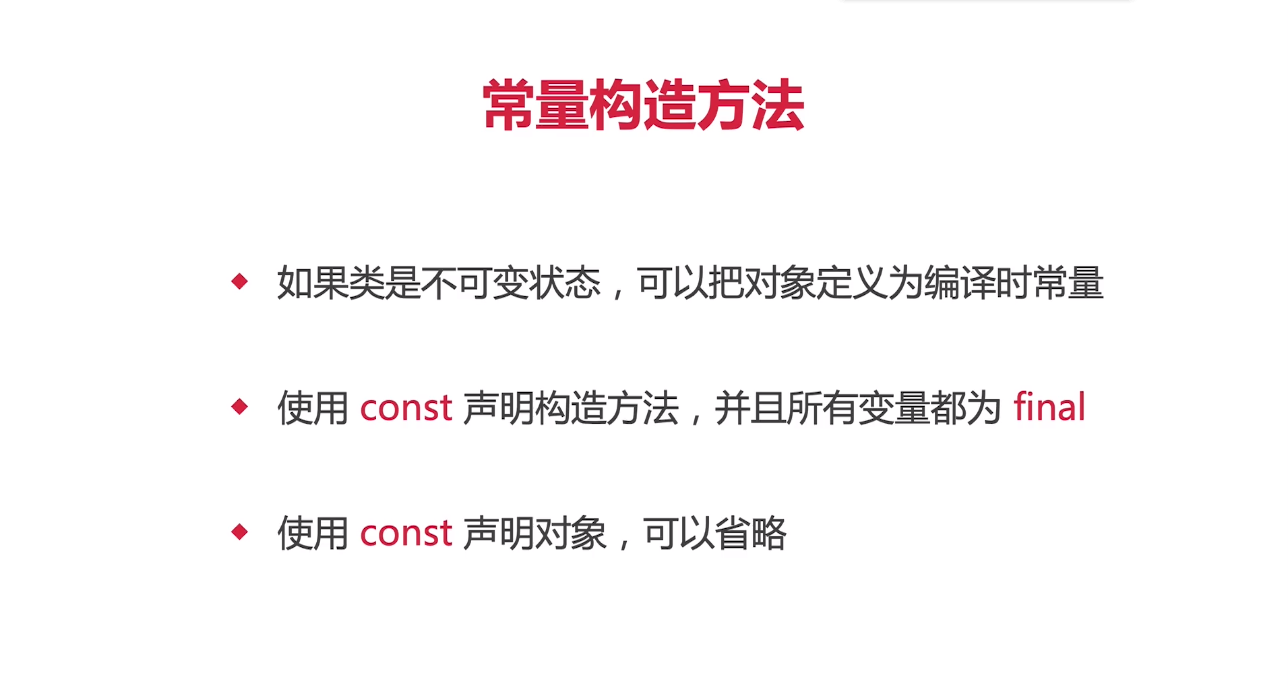 常量构造方法
如果类是不可变状态，可以把对象定义为编译时常量
使用 const 声明构造方法，并且所有变量都为 final
使用 const 声明对象，可以省略